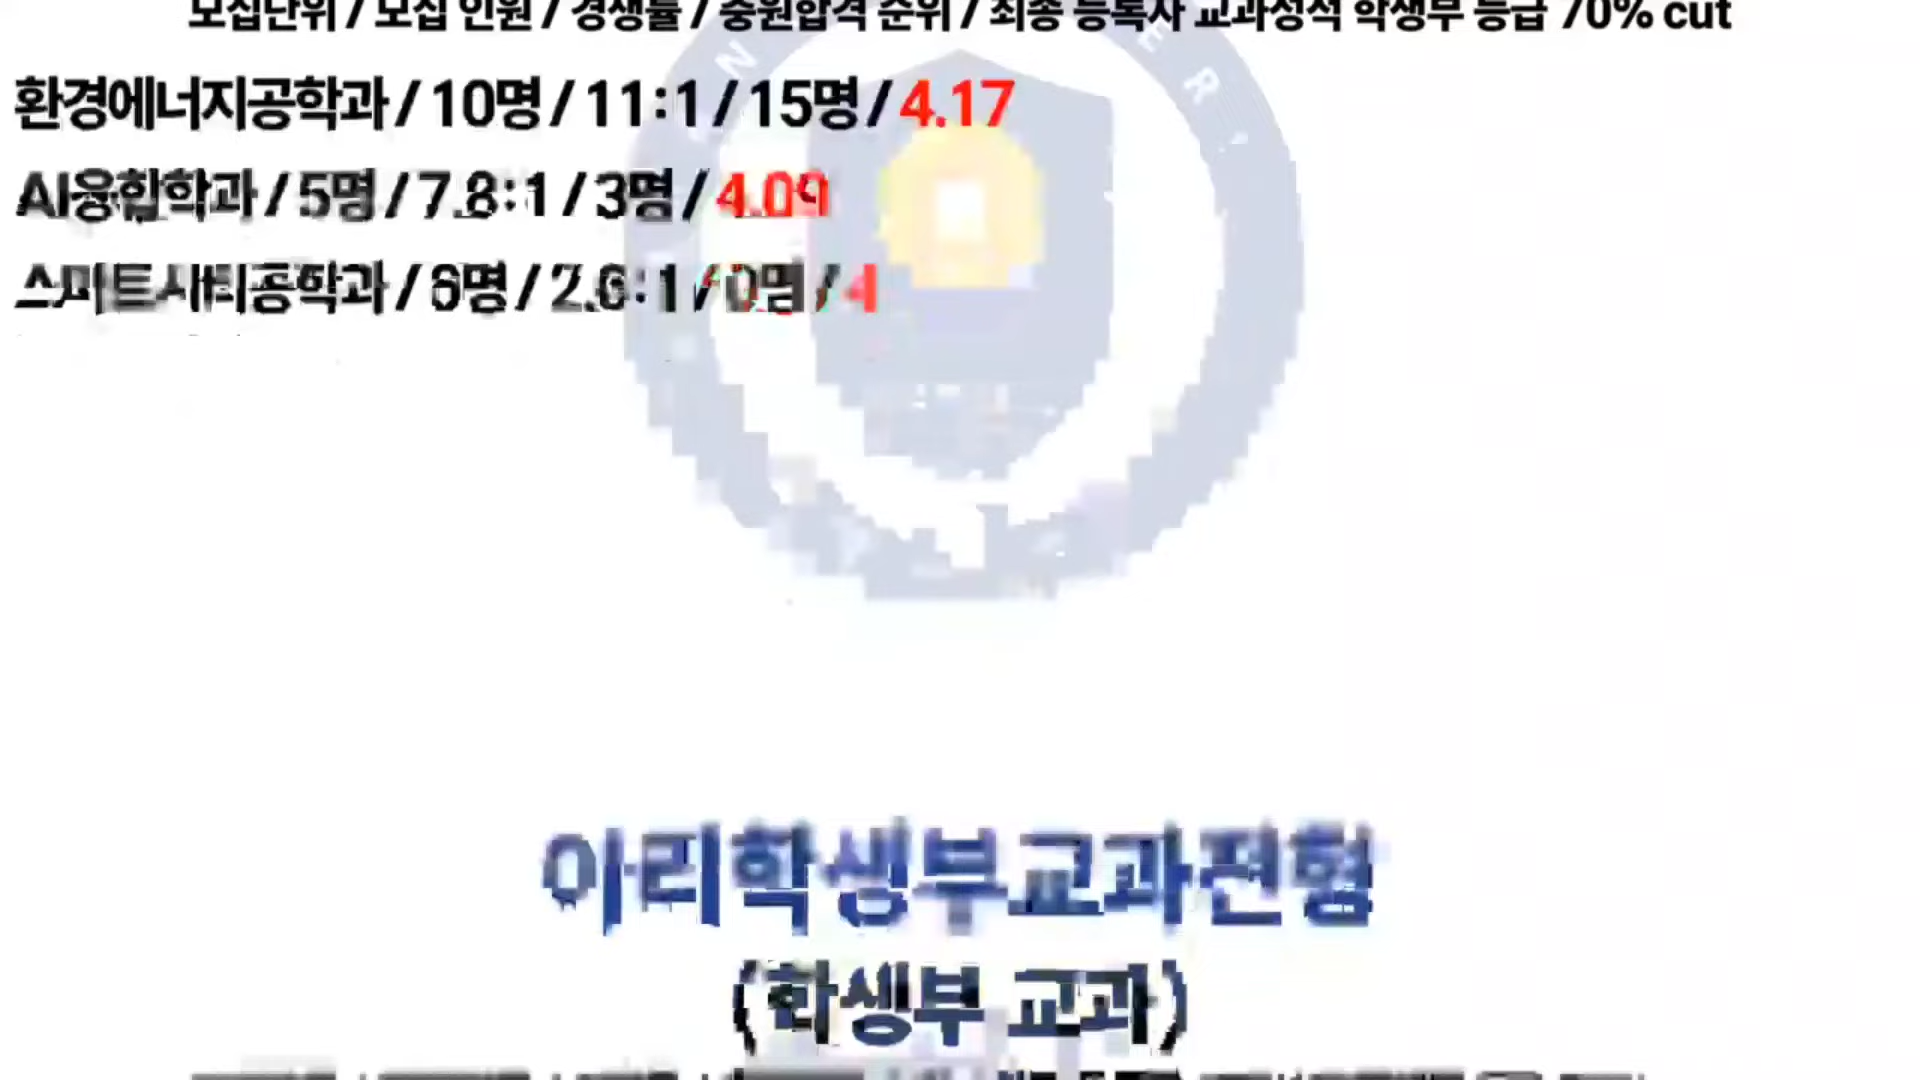 모집단위 / 모집 인원 / 경쟁률 / 충원합격 순위 / 최종 등록자 교과성적 학생부 등급 70% cut
환경에너지공학과 / 10명 / 11:1 / 15명 / 4.17
AI융합학과 / 5명 / 7.8:1 / 3명 / 4.09
스마트시티공학과 / 6명 / 2.6:1 / 0명 / 4
아리학생부교과전형
(학생부 교과)